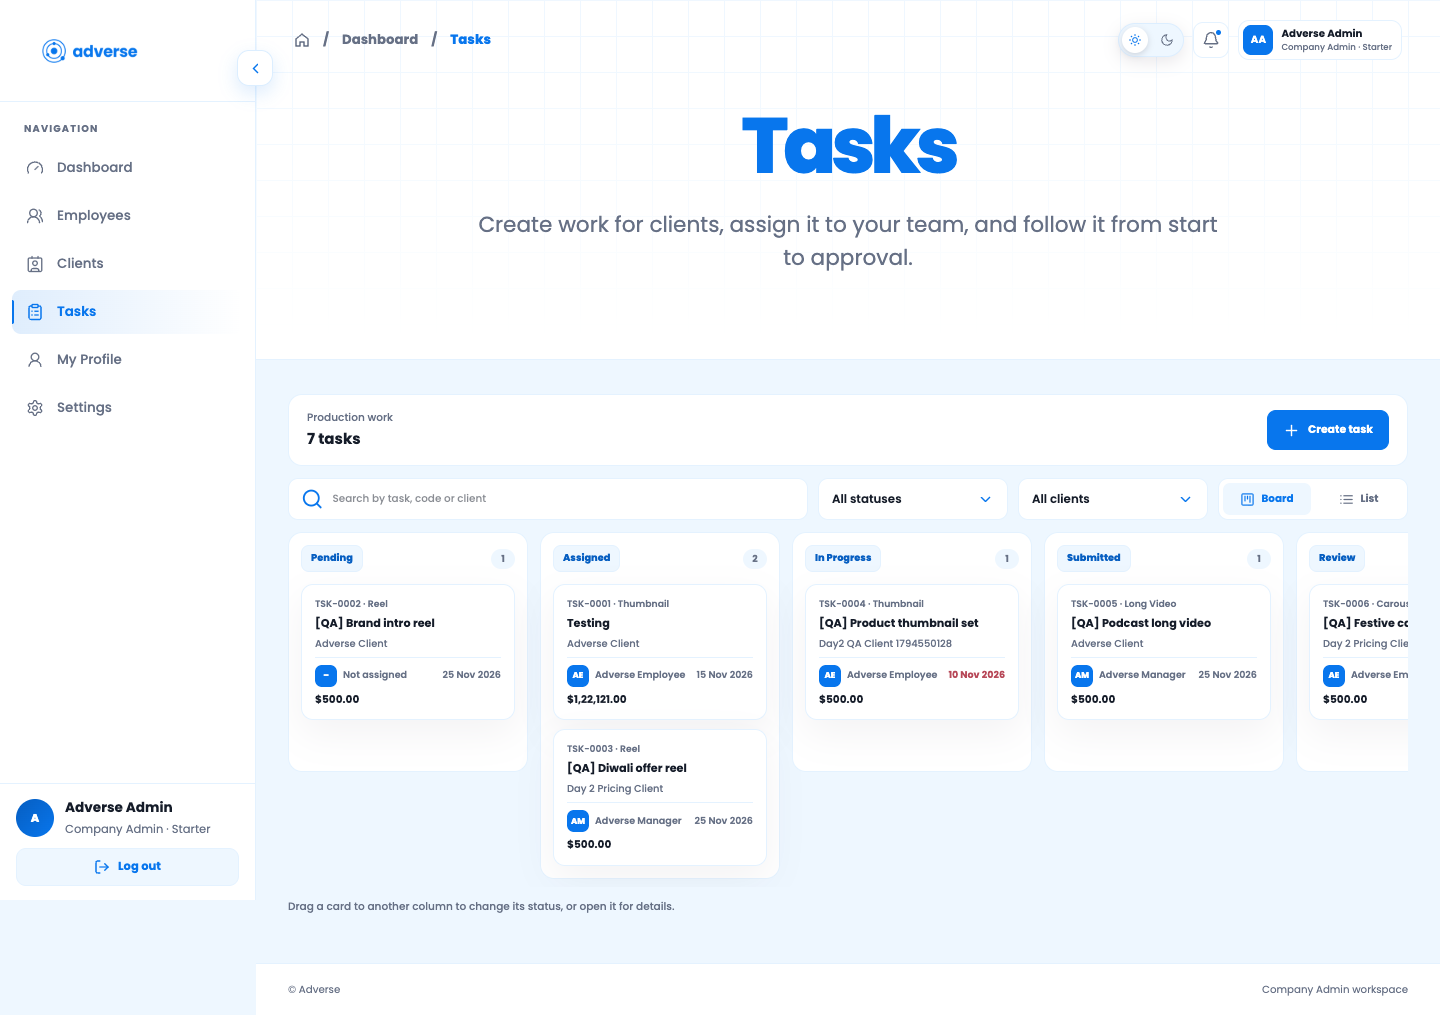 adverse
/ Dashboard / Tasks
AA
Adverse Admin
Company Admin · Starter
NAVIGATION
Dashboard
Employees
Clients
Tasks
My Profile
Settings
A
Adverse Admin
Company Admin · Starter
Log out
Tasks
Create work for clients, assign it to your team, and follow it from start
to approval.
Production work
7 tasks
Create task
Search by task, code or client
All statuses
All clients
Board
List
Pending
1
TSK-0002 · Reel
[QA] Brand intro reel
Adverse Client
– Not assigned 25 Nov 2026
$500.00
Assigned
2
TSK-0001 · Thumbnail
Testing
Adverse Client
AE Adverse Employee 15 Nov 2026
$1,22,121.00
TSK-0003 · Reel
[QA] Diwali offer reel
Day 2 Pricing Client
AM Adverse Manager 25 Nov 2026
$500.00
In Progress
1
TSK-0004 · Thumbnail
[QA] Product thumbnail set
Day2 QA Client 1794550128
AE Adverse Employee 10 Nov 2026
$500.00
Submitted
1
TSK-0005 · Long Video
[QA] Podcast long video
Adverse Client
AM Adverse Manager 25 Nov 2026
$500.00
Review
TSK-0006 · Carous
[QA] Festive ca
Day 2 Pricing Clie
AE Adverse Em
$500.00
Drag a card to another column to change its status, or open it for details.
© Adverse
Company Admin workspace